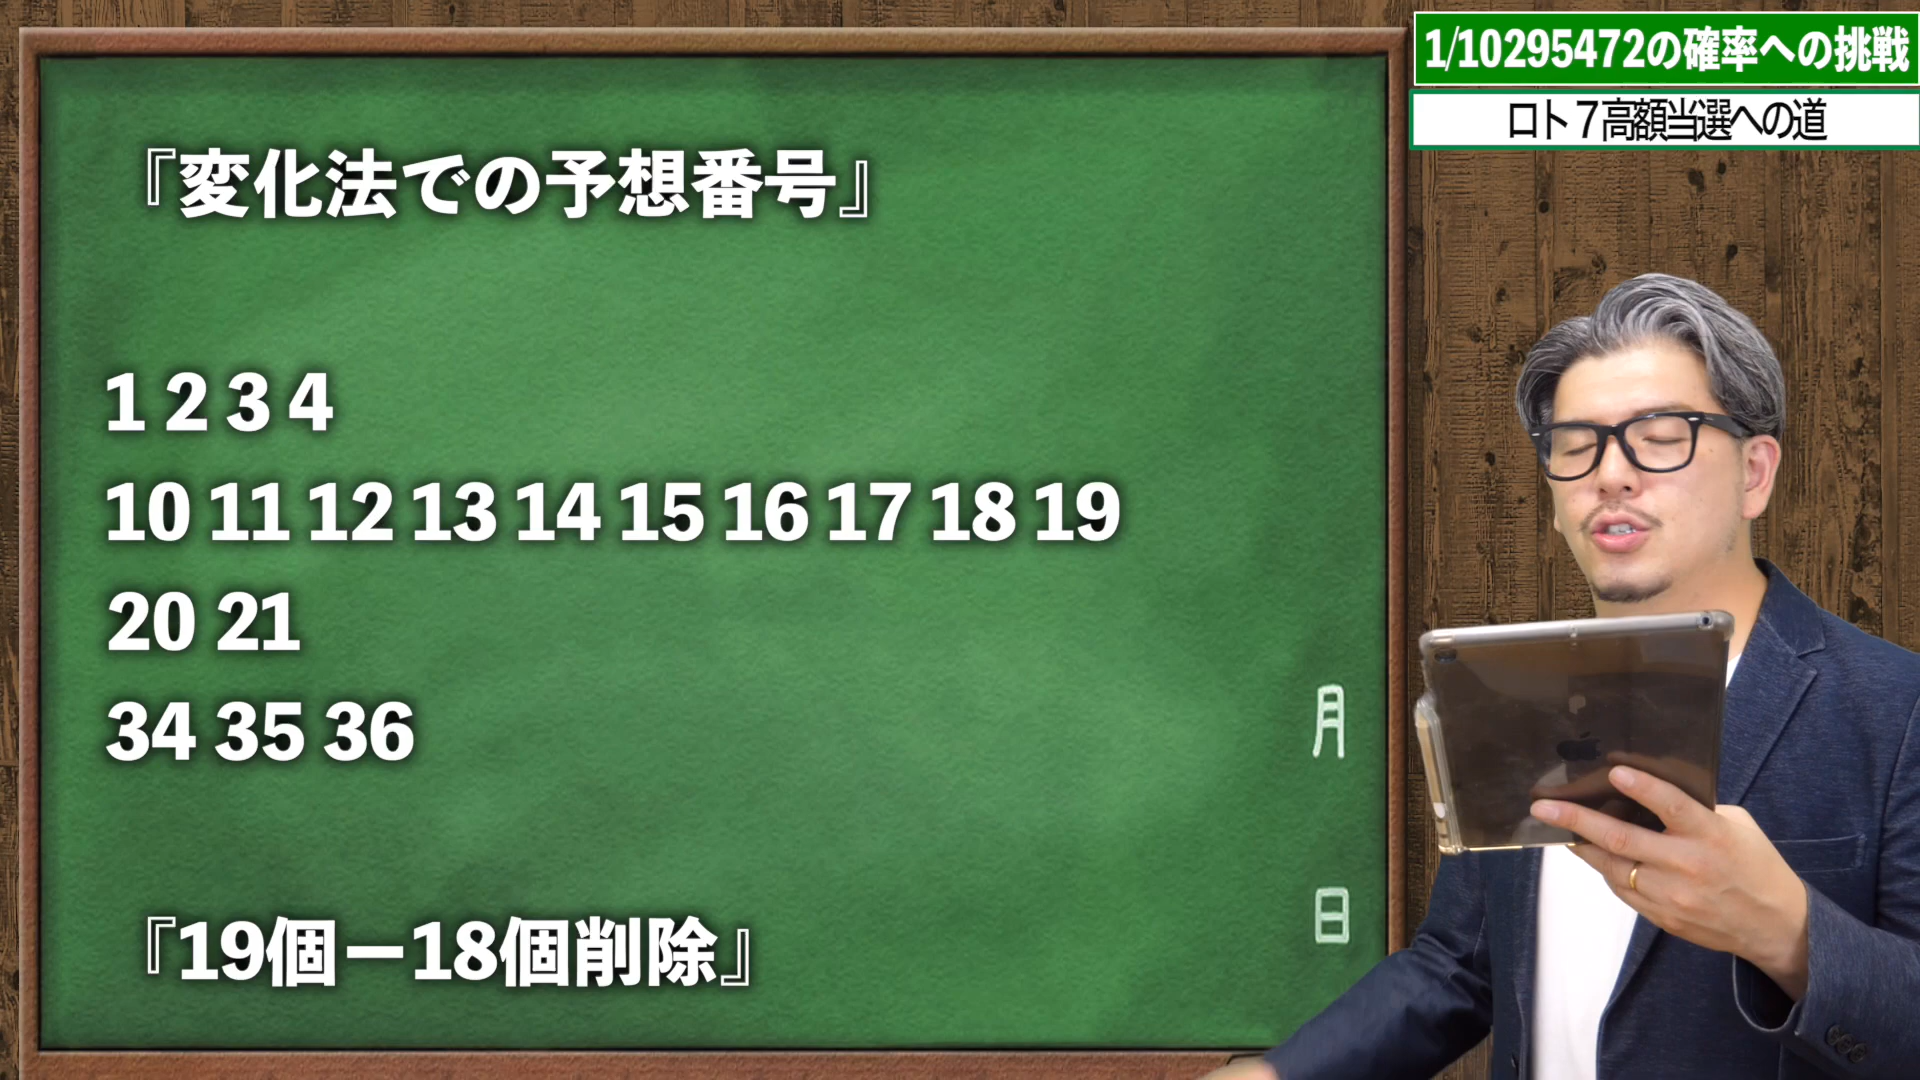 1/10295472の確率への挑戦
ロト７高額当選への道
『変化法での予想番号』
1 2 3 4
10 11 12 13 14 15 16 17 18 19
20 21
34 35 36
『19個ー18個削除』
月
日